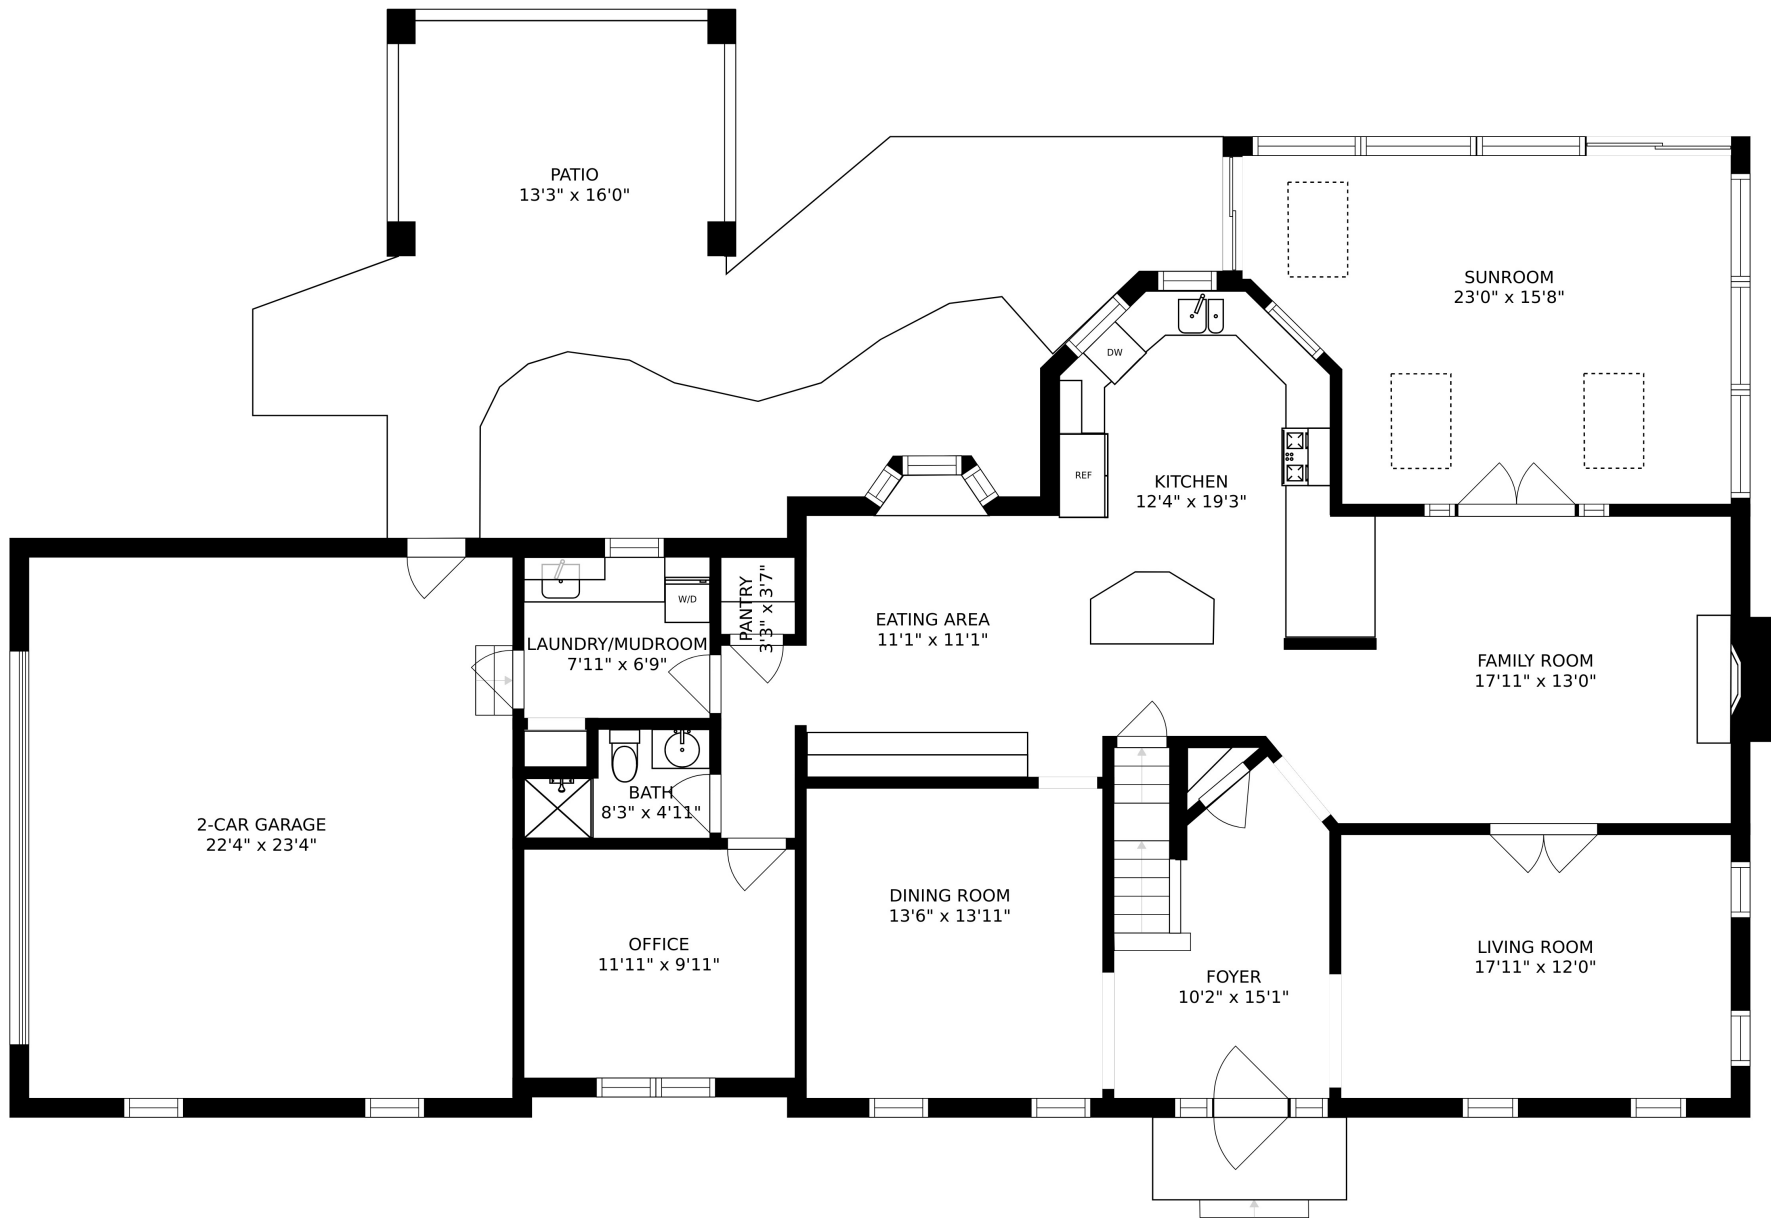 PATIO
13'3" x 16'0"
SUNROOM
23'0" x 15'8"
DW
REF
KITCHEN
12'4" x 19'3"
W/D
PANTRY
3'3" x 3'7"
LAUNDRY/MUDROOM
7'11" x 6'9"
EATING AREA
11'1" x 11'1"
FAMILY ROOM
17'11" x 13'0"
BATH
8'3" x 4'11"
2-CAR GARAGE
22'4" x 23'4"
DINING ROOM
13'6" x 13'11"
OFFICE
11'11" x 9'11"
FOYER
10'2" x 15'1"
LIVING ROOM
17'11" x 12'0"